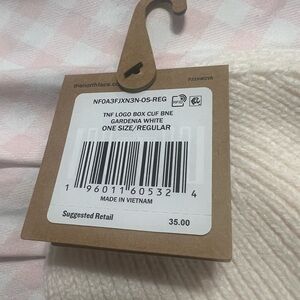 thenorthface.co
NF0A3FJXN3N-OS-REG
TNF LOGO BOX CUF BNE
GARDENIA WHITE
ONE SIZE/REGULAR
1 96011 60532 4
MADE IN VIETNAM
Suggested Retail 35.00